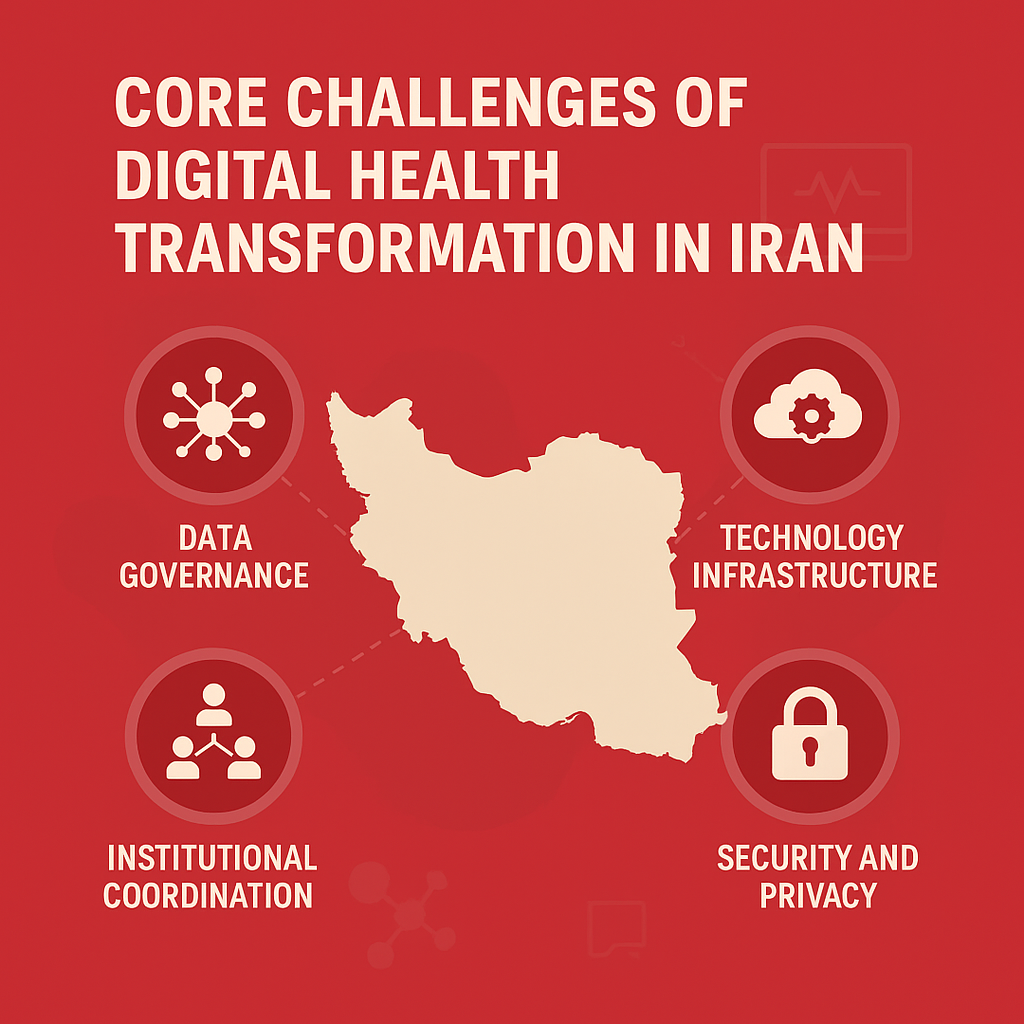 CORE CHALLENGES OF
DIGITAL HEALTH
TRANSFORMATION IN IRAN
DATA
GOVERNANCE
TECHNOLOGY
INFRASTRUCTURE
INSTITUTIONAL
COORDINATION
SECURITY AND
PRIVACY